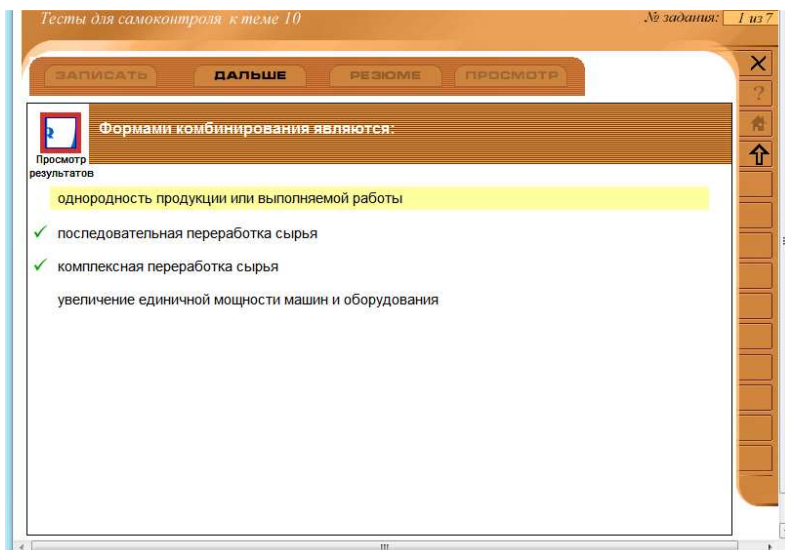 Тесты для самоконтроля к теме 10
№ задания: 1 из 7
ЗАПИСАТЬ ДАЛЬШЕ РЕЗЮМЕ ПРОСМОТР
Формами комбинирования являются:
Просмотр
результатов
однородность продукции или выполняемой работы
последовательная переработка сырья
комплексная переработка сырья
увеличение единичной мощности машин и оборудования